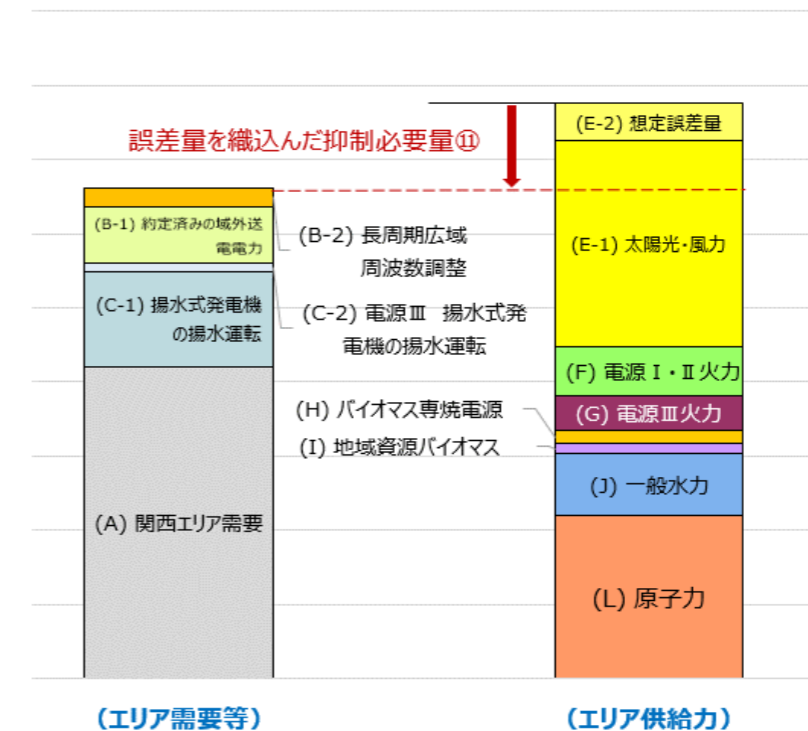 (E-2) 想定誤差量
誤差量を織込んだ抑制必要量⑪
(B-1) 約定済みの域外送
電電力
(B-2) 長周期広域
周波数調整
(E-1) 太陽光・風力
(C-1) 揚水式発電機
の揚水運転
(C-2) 電源Ⅲ 揚水式発
電機の揚水運転
(F) 電源Ⅰ・Ⅱ火力
(H) バイオマス専焼電源
(G) 電源Ⅲ火力
(I) 地域資源バイオマス
(J) 一般水力
(A) 関西エリア需要
(L) 原子力
（エリア需要等）
（エリア供給力）